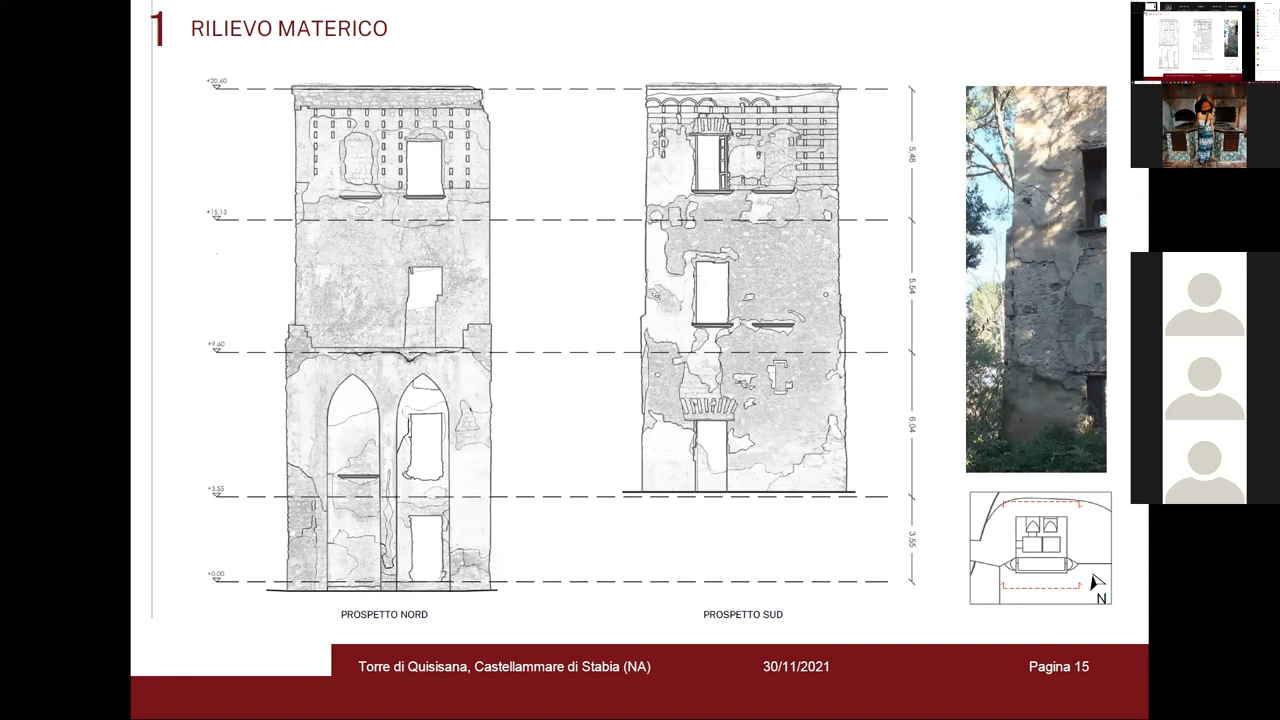 1 RILIEVO MATERICO
+20,60
+15,13
+9,60
+3,55
+0,00
5,48
5,54
6,04
3,55
PROSPETTO NORD
PROSPETTO SUD
N
Torre di Quisisana, Castellammare di Stabia (NA)
30/11/2021
Pagina 15